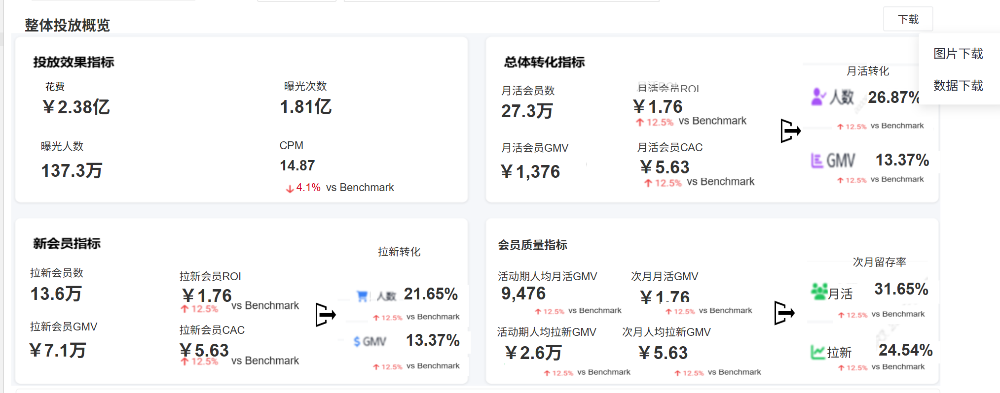 整体投放概览
下载
图片下载
数据下载
投放效果指标
花费
￥2.38亿
曝光次数
1.81亿
曝光人数
137.3万
CPM
14.87
4.1% vs Benchmark
总体转化指标
月活会员数
27.3万
月活会员ROI
￥1.76
12.5% vs Benchmark
月活会员GMV
￥1,376
月活会员CAC
￥5.63
12.5% vs Benchmark
月活转化
人数 26.87%
12.5% vs Benchmark
GMV 13.37%
12.5% vs Benchmark
新会员指标
拉新会员数
13.6万
拉新会员ROI
￥1.76
12.5% vs Benchmark
拉新会员GMV
￥7.1万
拉新会员CAC
￥5.63
12.5% vs Benchmark
拉新转化
人数 21.65%
12.5% vs Benchmark
GMV 13.37%
12.5% vs Benchmark
会员质量指标
活动期人均月活GMV
9,476
12.5% vs Benchmark
次月月活GMV
￥1.76
12.5% vs Benchmark
活动期人均拉新GMV
￥2.6万
12.5% vs Benchmark
次月人均拉新GMV
￥5.63
12.5% vs Benchmark
次月留存率
月活 31.65%
12.5% vs Benchmark
拉新 24.54%
12.5% vs Benchmark